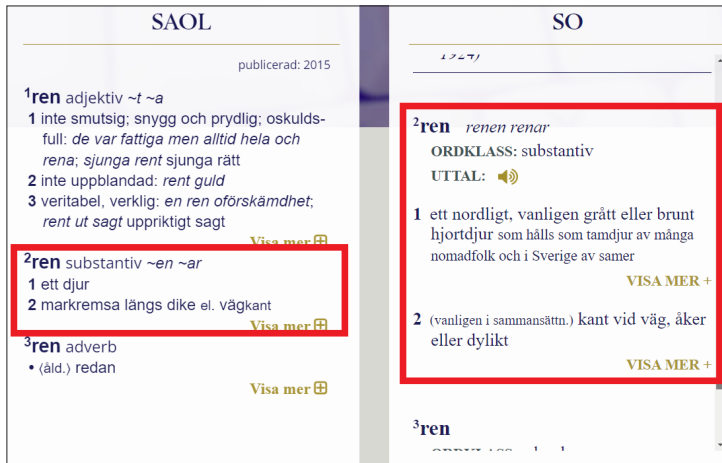 SAOL
publicerad: 2015
¹ren adjektiv ~t ~a
1 inte smutsig; snygg och prydlig; oskulds-
full: de var fattiga men alltid hela och
rena; sjunga rent sjunga rätt
2 inte uppblandad: rent guld
3 veritabel, verklig: en ren oförskämdhet;
rent ut sagt uppriktigt sagt
Visa mer
²ren substantiv ~en ~ar
1 ett djur
2 markremsa längs dike el. vägkant
Visa mer
³ren adverb
• ⟨åld.⟩ redan
Visa mer
SO
1924)
²ren renen renar
ORDKLASS: substantiv
UTTAL:
1 ett nordligt, vanligen grått eller brunt
hjortdjur som hålls som tamdjur av många
nomadfolk och i Sverige av samer
VISA MER +
2 (vanligen i sammansättn.) kant vid väg, åker
eller dylikt
VISA MER +
³ren